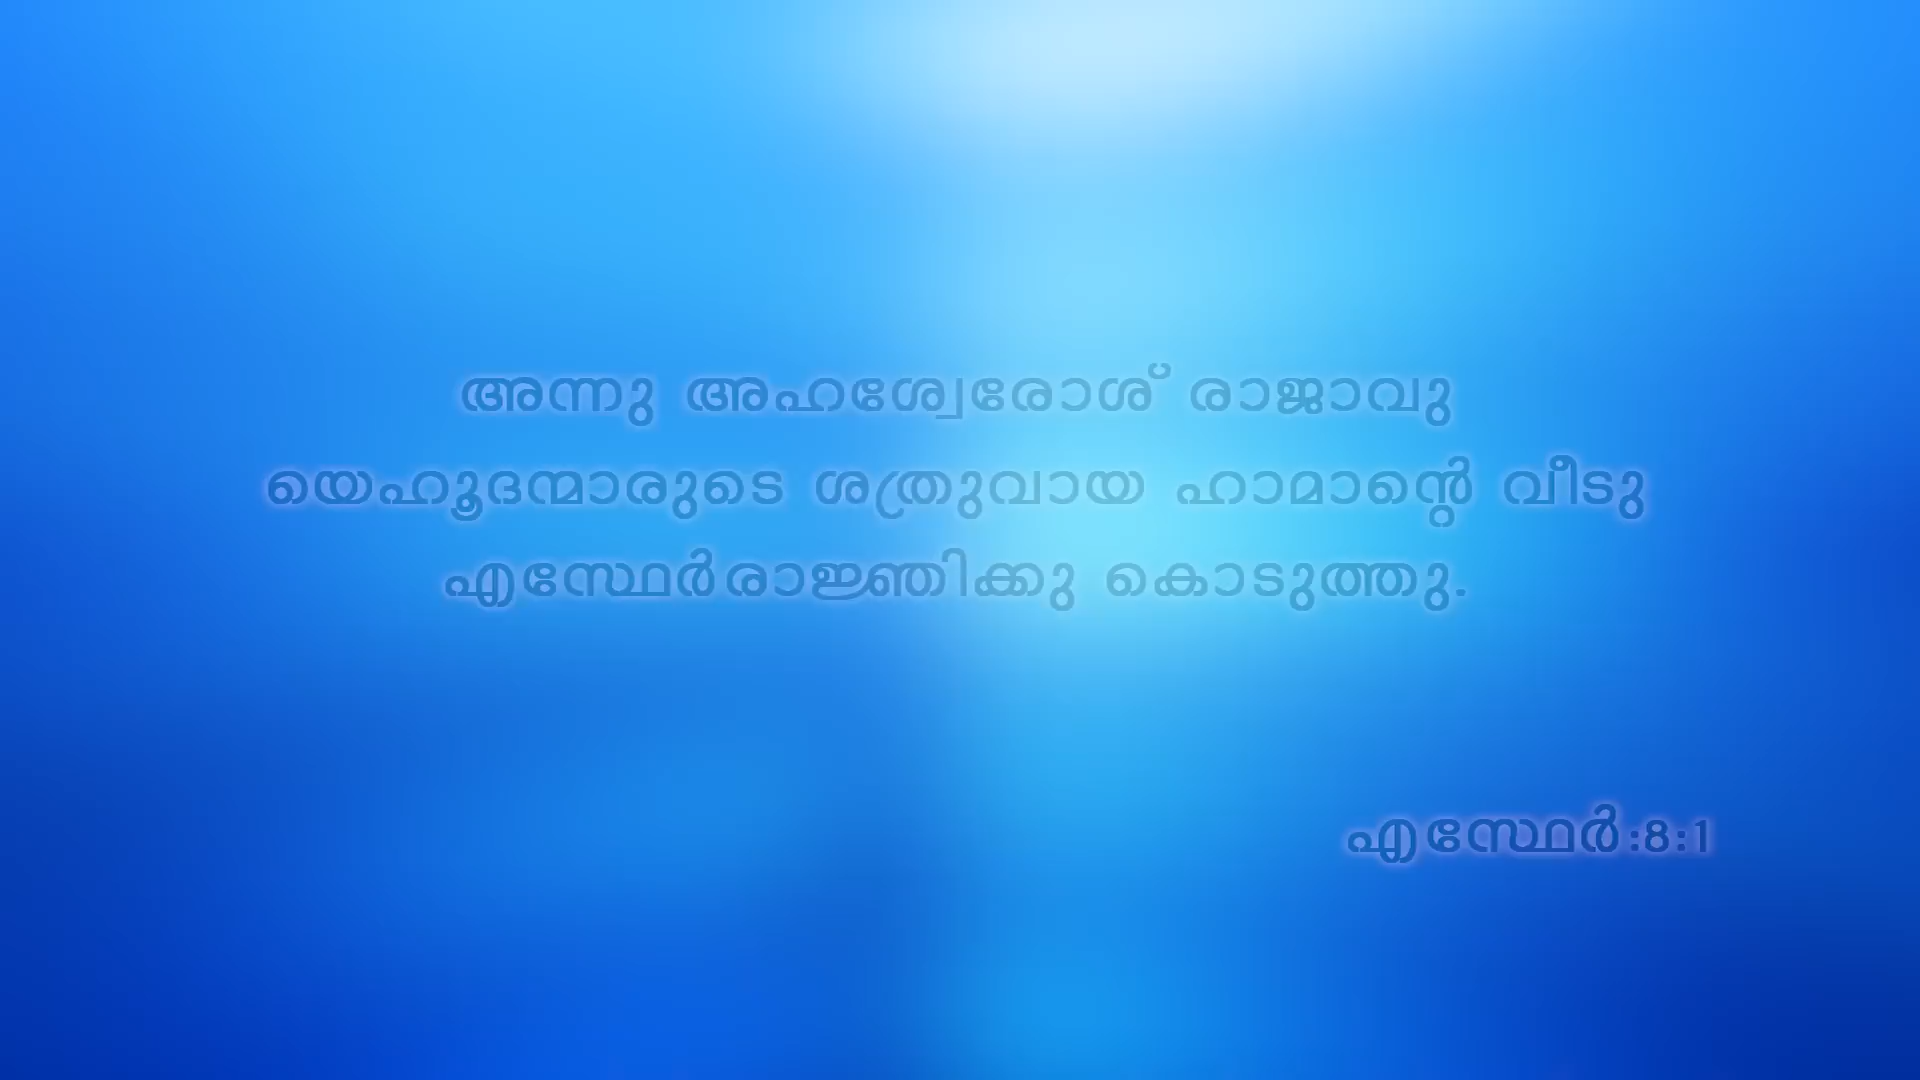 അന്നു അഹശ്വേരോശ് രാജാവു
യെഹൂദന്മാരുടെ ശത്രുവായ ഹാമാന്റെ വീടു
എസ്ഥേർരാജ്ഞിക്കു കൊടുത്തു.
എസ്ഥേർ:8:1